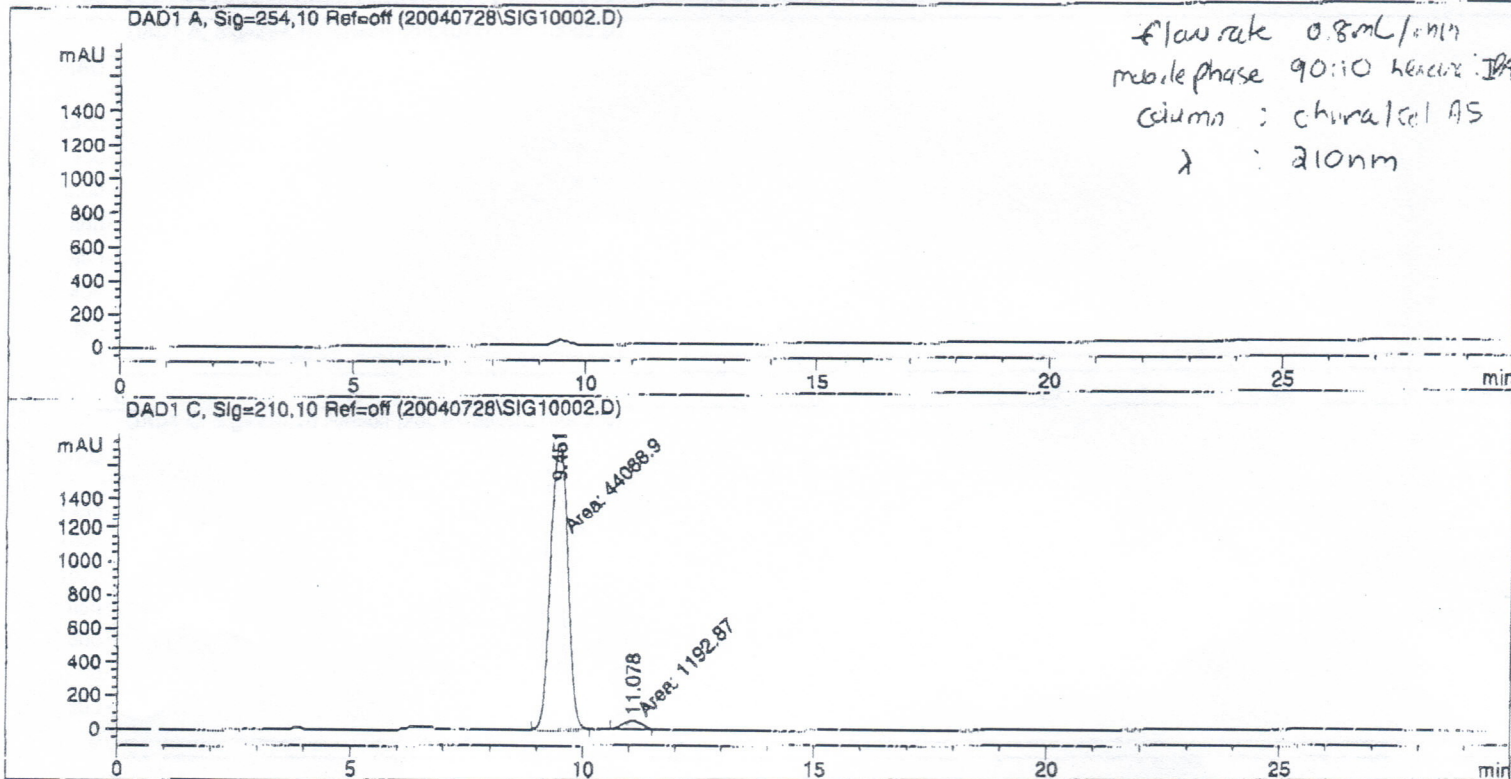 DAD1 A, Sig=254,10 Ref=off (20040728\SIG10002.D)
flow rate 0.8mL/min
mobile phase 90:10 hexane:IPA
column : chiralcel AS
λ : 210nm
mAU
1400
1200
1000
800
600
400
200
0
0 5 10 15 20 25 min
DAD1 C, Sig=210,10 Ref=off (20040728\SIG10002.D)
mAU
9.451
Area: 44088.9
1400
1200
1000
800
600
400
200
0
11.078
Area: 1192.87
0 5 10 15 20 25 min